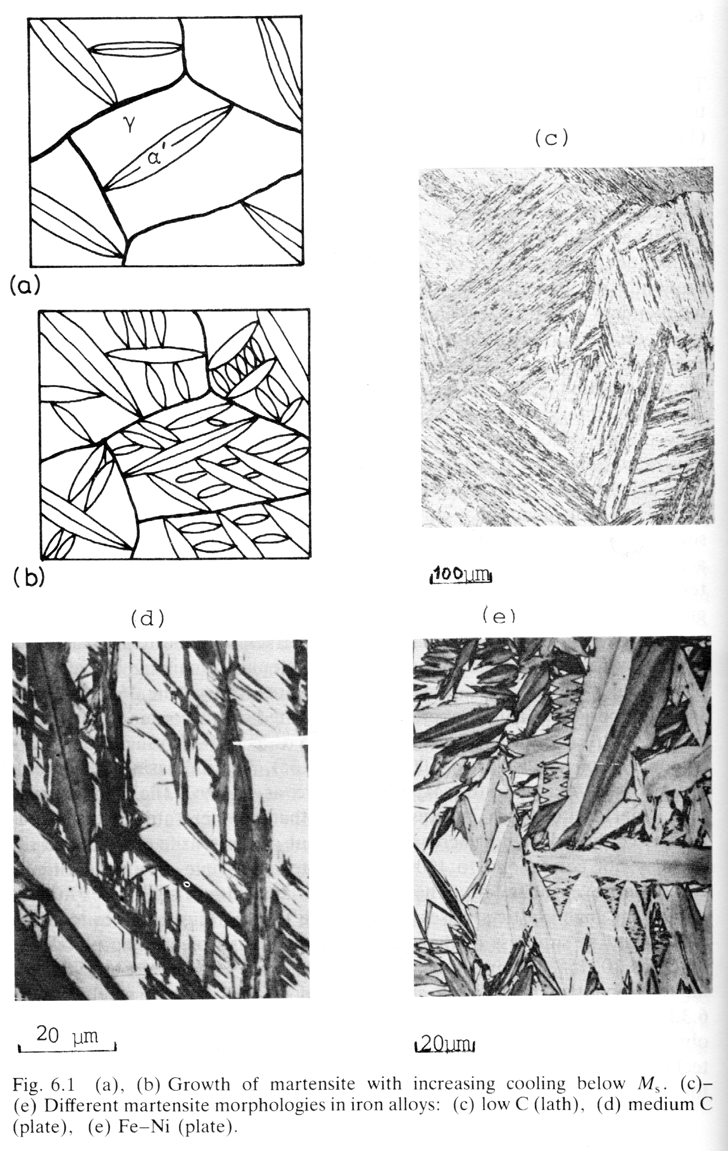 γ
α'
(a)
(c)
(b)
100µm
(d)
(e)
20 µm
20µm
Fig. 6.1 (a), (b) Growth of martensite with increasing cooling below Ms. (c)–
(e) Different martensite morphologies in iron alloys: (c) low C (lath), (d) medium C
(plate), (e) Fe–Ni (plate).